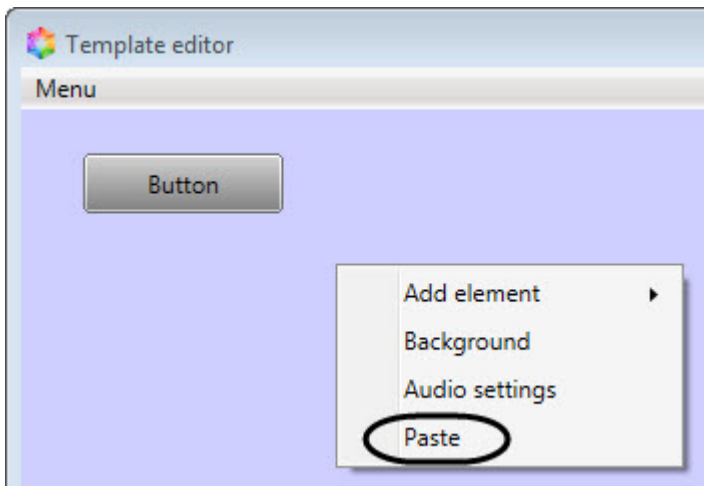 Template editor
Menu
Button
Add element
Background
Audio settings
Paste